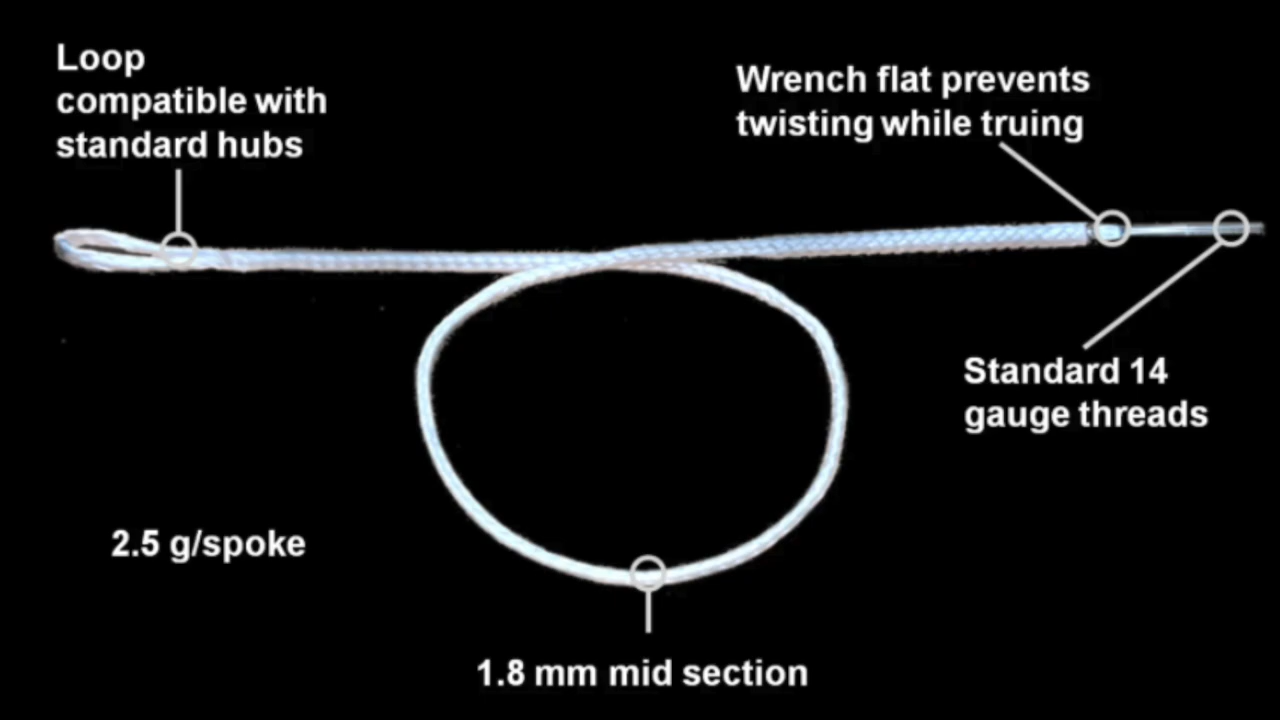 Loop
compatible with
standard hubs
Wrench flat prevents
twisting while truing
Standard 14
gauge threads
2.5 g/spoke
1.8 mm mid section